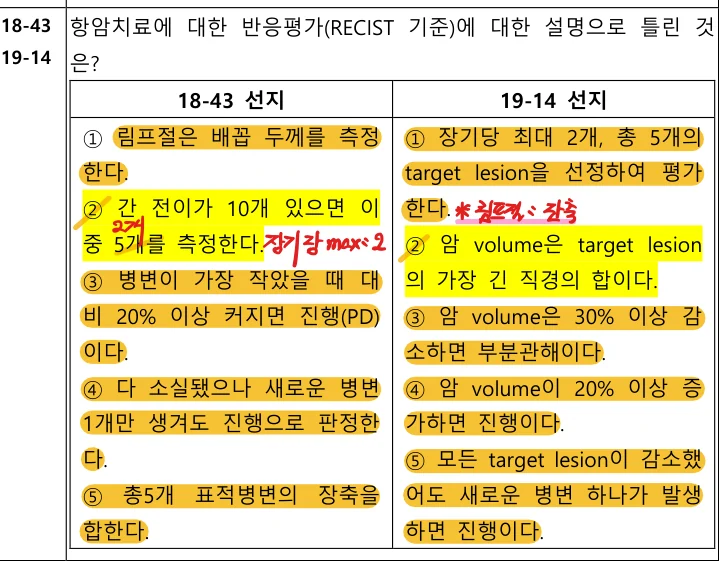 18-43 항암치료에 대한 반응평가(RECIST 기준)에 대한 설명으로 틀린 것
19-14 은?
18-43 선지
① 림프절은 배꼽 두께를 측정
한다.
② 간 전이가 10개 있으면 이
2개
중 5개를 측정한다. 장기당 max: 2
③ 병변이 가장 작았을 때 대
비 20% 이상 커지면 진행(PD)
이다.
④ 다 소실됐으나 새로운 병변
1개만 생겨도 진행으로 판정한
다.
⑤ 총5개 표적병변의 장축을
합한다.
19-14 선지
① 장기당 최대 2개, 총 5개의
target lesion을 선정하여 평가
한다. *림프절: 단축
② 암 volume은 target lesion
의 가장 긴 직경의 합이다.
③ 암 volume은 30% 이상 감
소하면 부분관해이다.
④ 암 volume이 20% 이상 증
가하면 진행이다.
⑤ 모든 target lesion이 감소했
어도 새로운 병변 하나가 발생
하면 진행이다.